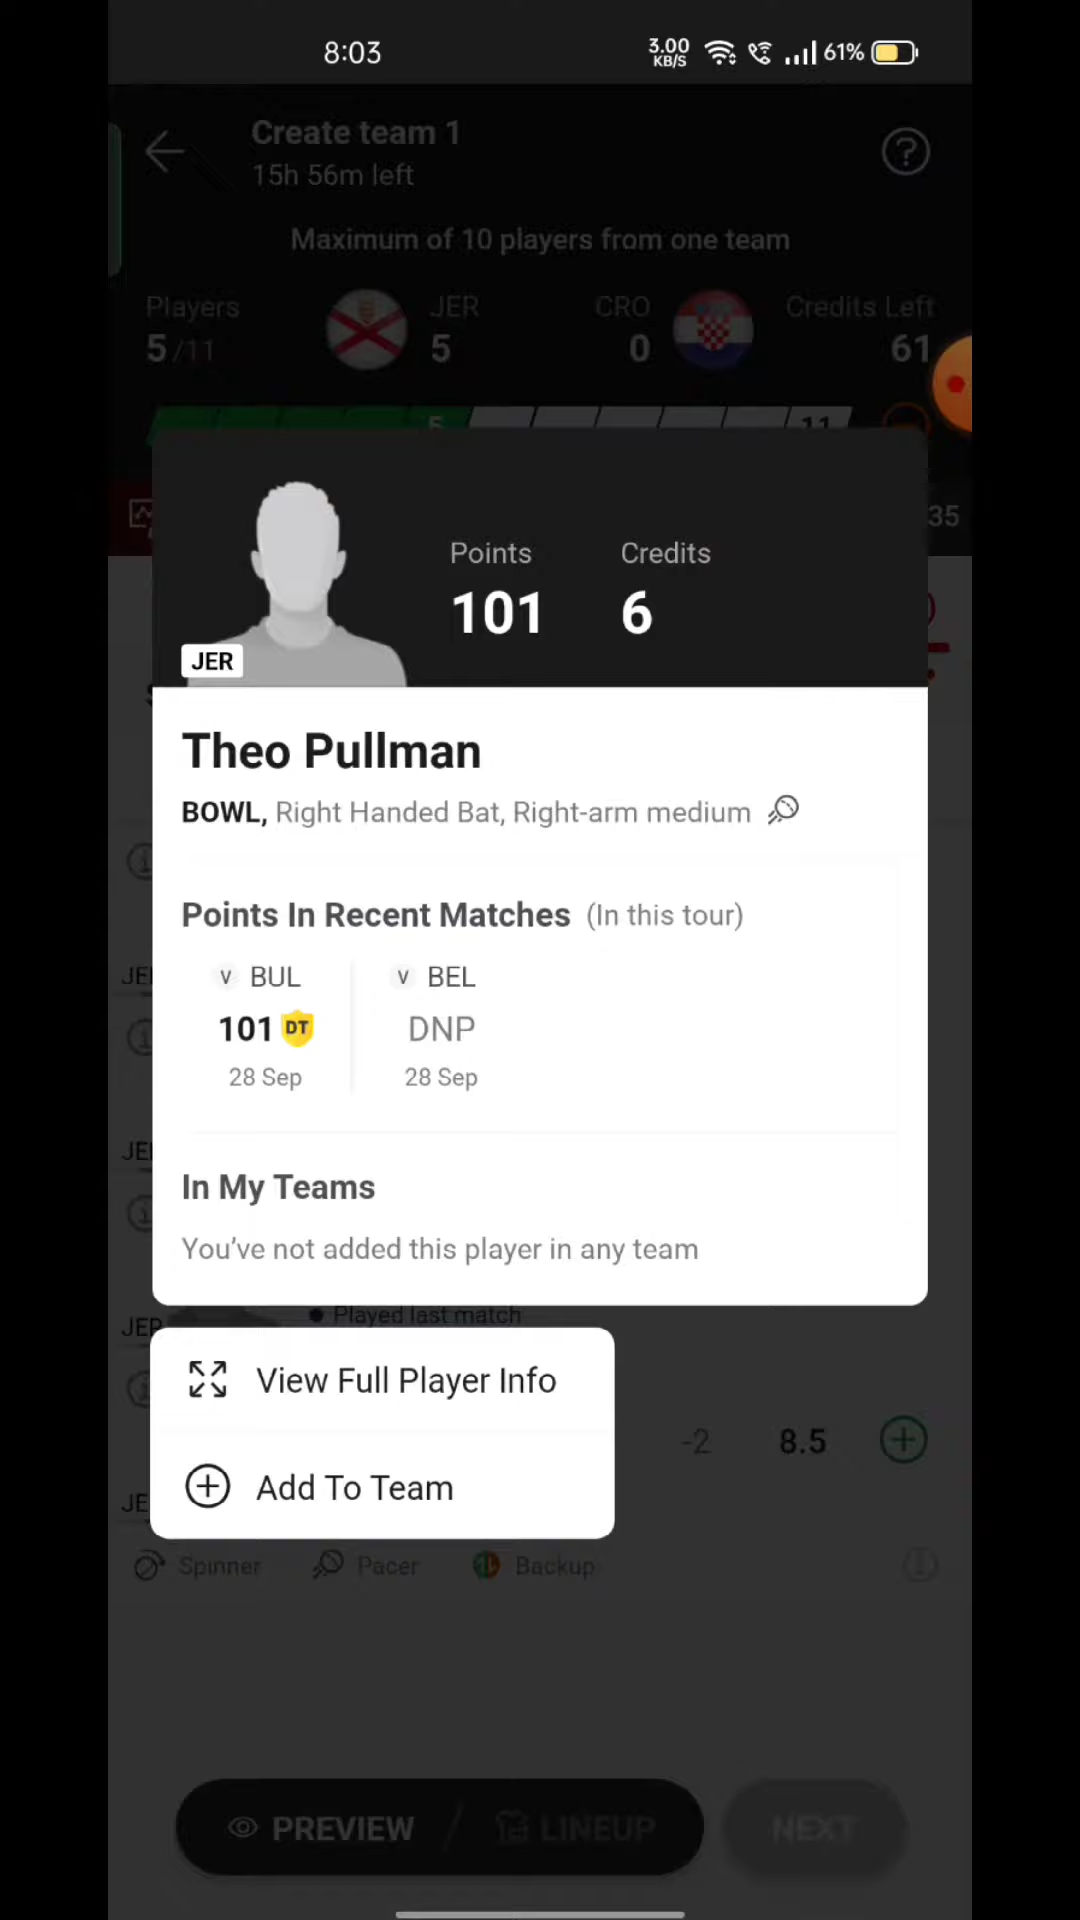 8:03
3.00 KB/S
61%
Create team 1
15h 56m left
Maximum of 10 players from one team
Players
JER
CRO
Credits Left
5/11
5
0
61
5
11
35
Points
Credits
101
6
JER
Theo Pullman
BOWL, Right Handed Bat, Right-arm medium
Points In Recent Matches (In this tour)
V BUL
V BEL
101 DT
DNP
28 Sep
28 Sep
In My Teams
You've not added this player in any team
Played last match
JER
View Full Player Info
-2
8.5
Add To Team
Spinner
Pacer
Backup
PREVIEW
LINEUP
NEXT